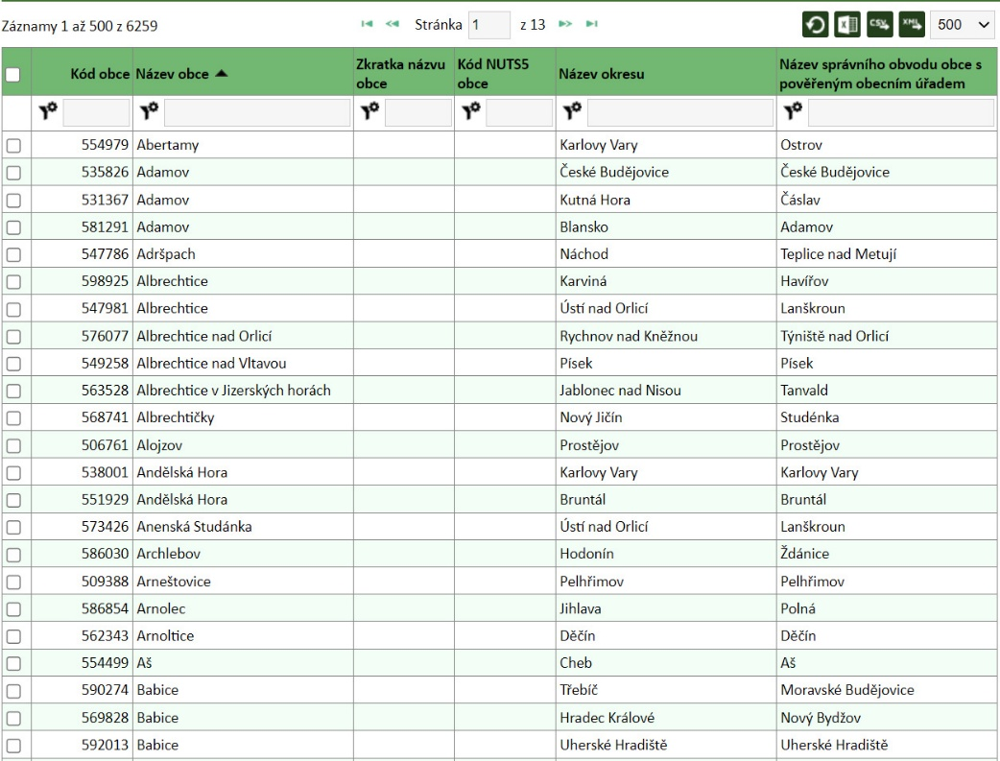 Záznamy 1 až 500 z 6259 Stránka 1 z 13 CSV XML 500
Kód obce Název obce Zkratka názvu obce Kód NUTS5 obce Název okresu Název správního obvodu obce s pověřeným obecním úřadem
554979 Abertamy Karlovy Vary Ostrov
535826 Adamov České Budějovice České Budějovice
531367 Adamov Kutná Hora Čáslav
581291 Adamov Blansko Adamov
547786 Adršpach Náchod Teplice nad Metují
598925 Albrechtice Karviná Havířov
547981 Albrechtice Ústí nad Orlicí Lanškroun
576077 Albrechtice nad Orlicí Rychnov nad Kněžnou Týniště nad Orlicí
549258 Albrechtice nad Vltavou Písek Písek
563528 Albrechtice v Jizerských horách Jablonec nad Nisou Tanvald
568741 Albrechtičky Nový Jičín Studénka
506761 Alojzov Prostějov Prostějov
538001 Andělská Hora Karlovy Vary Karlovy Vary
551929 Andělská Hora Bruntál Bruntál
573426 Anenská Studánka Ústí nad Orlicí Lanškroun
586030 Archlebov Hodonín Ždánice
509388 Arneštovice Pelhřimov Pelhřimov
586854 Arnolec Jihlava Polná
562343 Arnoltice Děčín Děčín
554499 Aš Cheb Aš
590274 Babice Třebíč Moravské Budějovice
569828 Babice Hradec Králové Nový Bydžov
592013 Babice Uherské Hradiště Uherské Hradiště